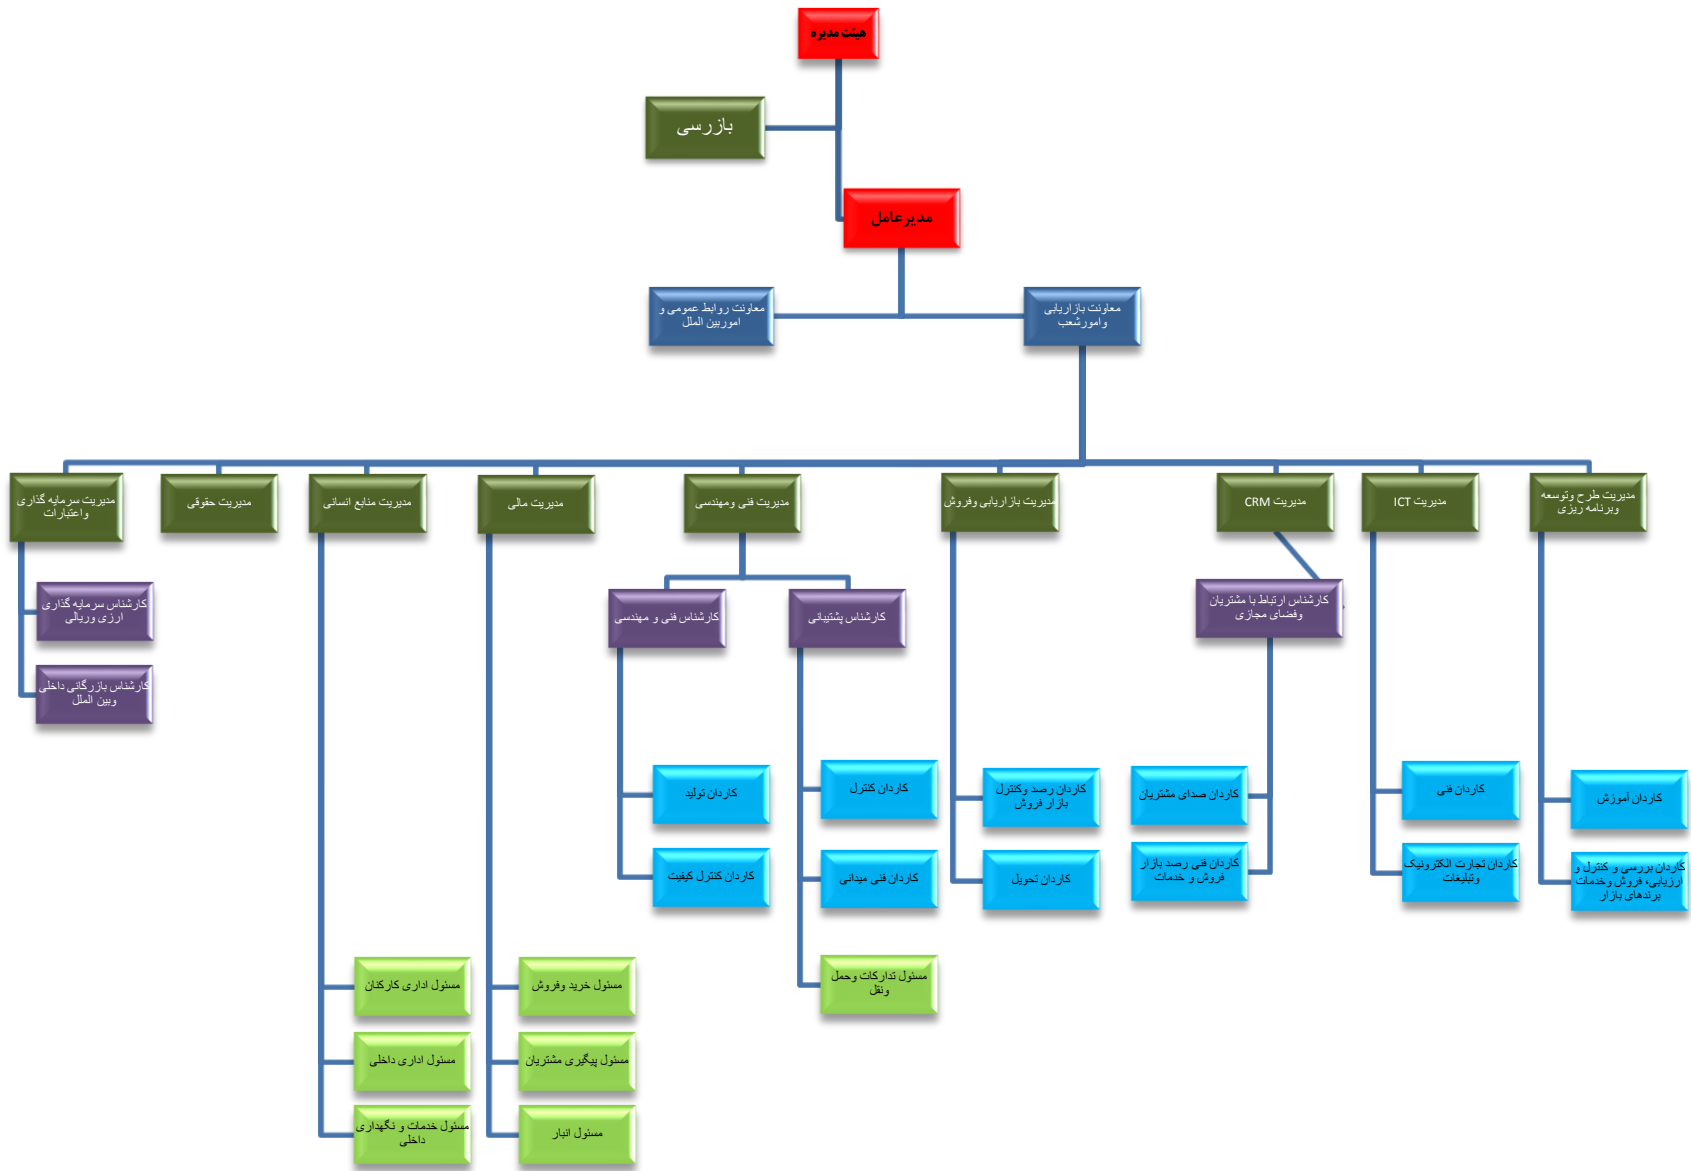 هیئت مدیره
بازرسی
مدیرعامل
معاونت بازاریابی
وامورشعب
معاونت روابط عمومی و
اموربین الملل
مدیریت طرح وتوسعه
وبرنامه ریزی
مدیریت ICT
مدیریت CRM
مدیریت بازاریابی وفروش
مدیریت فنی ومهندسی
مدیریت مالی
مدیریت منابع انسانی
مدیریت حقوقی
مدیریت سرمایه گذاری
واعتبارات
کارشناس ارتباط با مشتریان
وفضای مجازی
کارشناس پشتیبانی
کارشناس فنی و مهندسی
کارشناس سرمایه گذاری
ارزی وریالی
کارشناس بازرگانی داخلی
وبین الملل
کاردان آموزش
کاردان فنی
کاردان صدای مشتریان
کاردان رصد وکنترل
بازار فروش
کاردان کنترل
کاردان تولید
کاردان بررسی و کنترل و
ارزیابی، فروش وخدمات
برندهای بازار
کاردان تجارت الکترونیک
وتبلیغات
کاردان فنی رصد بازار
فروش و خدمات
کاردان تحویل
کاردان فنی میدانی
کاردان کنترل کیفیت
مسئول تدارکات وحمل
ونقل
مسئول خرید وفروش
مسئول اداری کارکنان
مسئول پیگیری مشتریان
مسئول اداری داخلی
مسئول انبار
مسئول خدمات و نگهداری
داخلی